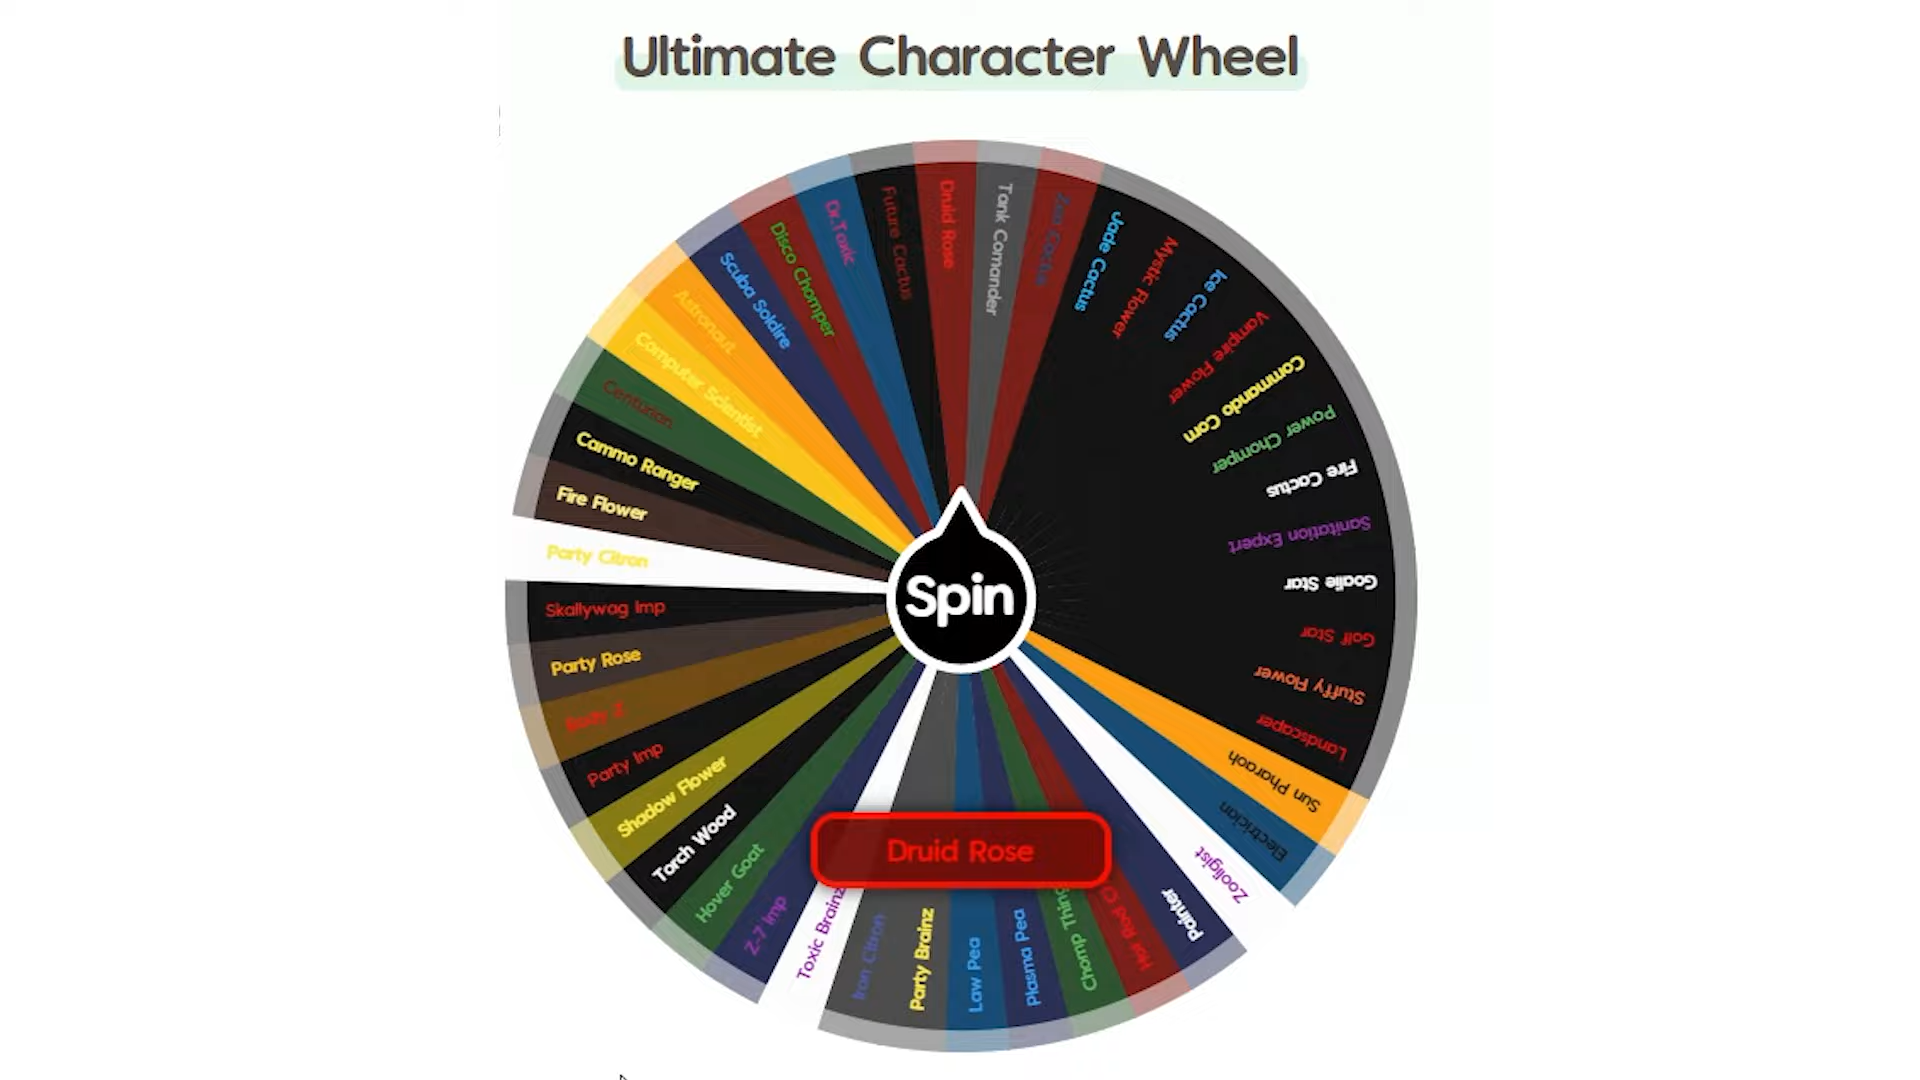 Ultimate Character Wheel
Druid Rose
Tank Comander
Jade Cactus
Mystic Flower
Ice Cactus
Vampire Flower
Commando Corn
Power Chomper
Fire Cactus
Sanitation Expert
Goalie Star
Golf Star
Stuffy Flower
Landscaper
Sun Pharaoh
Electrician
Zooligist
Painter
Hot Rod
Chomp Thing
Plasma Pea
Law Pea
Party Brainz
Iron Citron
Toxic Brainz
Z-7 Imp
Hover Goat
Torch Wood
Shadow Flower
Party Imp
Party Rose
Skallywag Imp
Party Citron
Fire Flower
Cammo Ranger
Centurion
Computer Scientist
Astronaut
Scuba Soldire
Disco Chomper
Dr.Toxic
Future Cactus
Spin
Druid Rose